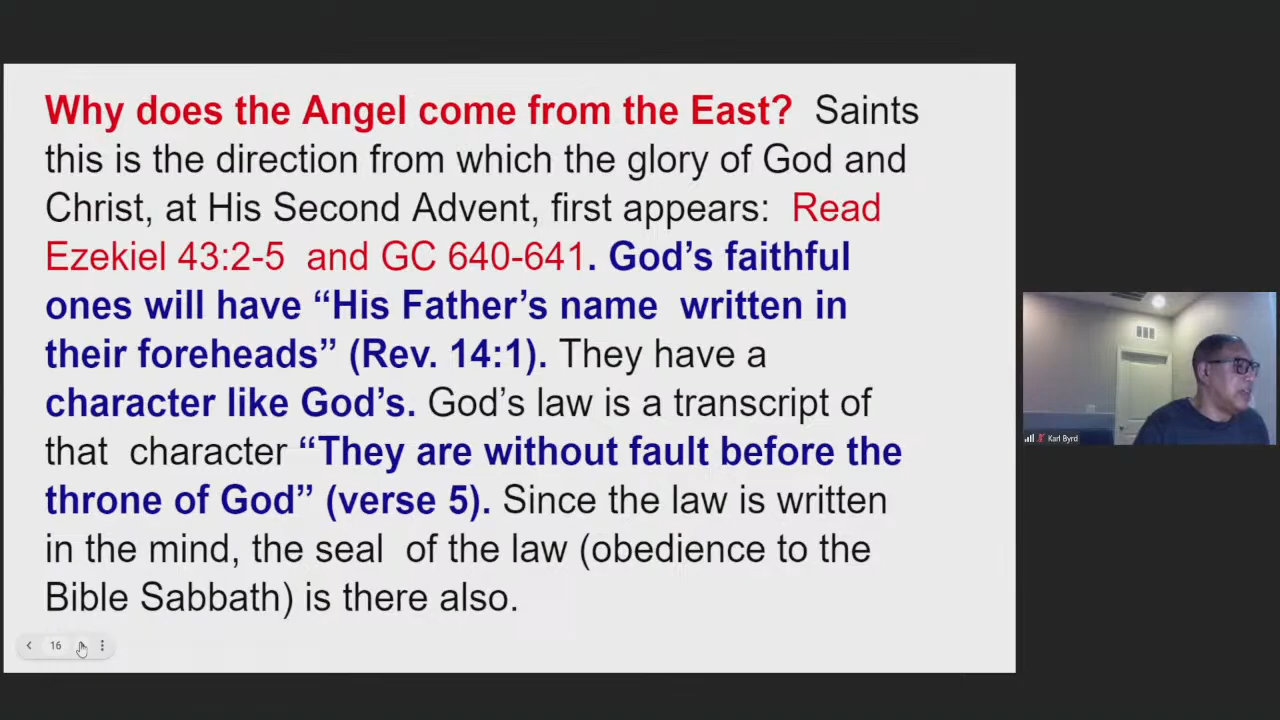 Why does the Angel come from the East?  Saints
this is the direction from which the glory of God and
Christ, at His Second Advent, first appears:  Read
Ezekiel 43:2-5  and GC 640-641. God’s faithful
ones will have “His Father’s name  written in
their foreheads” (Rev. 14:1). They have a
character like God’s. God’s law is a transcript of
that  character “They are without fault before the
throne of God” (verse 5). Since the law is written
in the mind, the seal  of the law (obedience to the
Bible Sabbath) is there also.
16
Karl Byrd